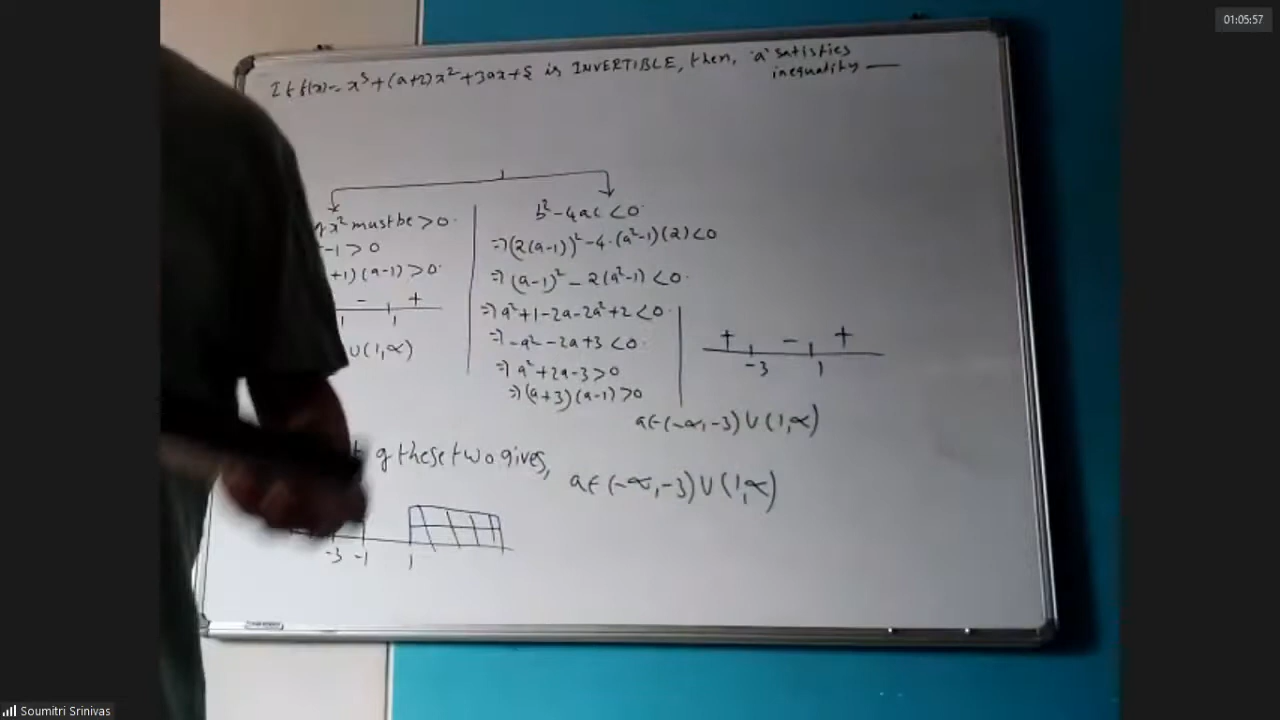 01:05:57
If f(x) = x³ + (a+2)x² + 3ax + 5 is INVERTIBLE, then, 'a' satisfies
inequality —
x² must be > 0.
-1 > 0
+1) (a-1) > 0.
- +
1 1
∪ (1, ∞)
b² - 4ac < 0.
⇒ (2(a-1))² - 4.(a²-1)(2) < 0
⇒ (a-1)² - 2(a²-1) < 0.
⇒ a² + 1 - 2a - 2a² + 2 < 0.
⇒ -a² - 2a + 3 < 0.
⇒ a² + 2a - 3 > 0
⇒ (a+3) (a-1) > 0
+ - +
-3 1
a ∈ (-∞, -3) ∪ (1, ∞)
these two gives,
a ∈ (-∞, -3) ∪ (1, ∞)
-3 -1 1
Soumitri Srinivas